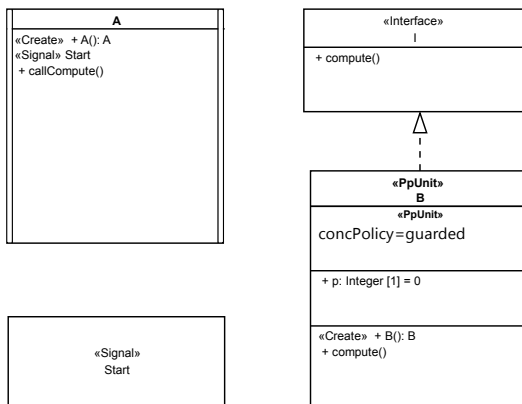 A
«Create»  + A(): A
«Signal» Start
+ callCompute()
«Interface»
I
+ compute()
«PpUnit»
B
«PpUnit»
concPolicy=guarded
+ p: Integer [1] = 0
«Create»  + B(): B
+ compute()
«Signal»
Start